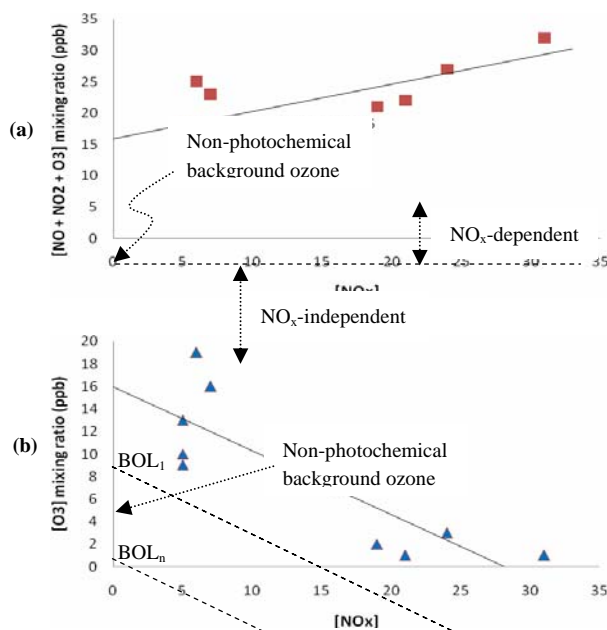 (a)
[NO + NO2 + O3] mixing ratio (ppb)
35
30
25
20
15
10
5
0
Non-photochemical
background ozone
NOx-dependent
0 5 10 15 20 25 30 35
[NOx]
NOx-independent
(b)
[O3] mixing ratio (ppb)
20
18
16
14
12
10
8
6
4
2
0
Non-photochemical
background ozone
BOL1
BOLn
0 5 10 15 20 25 30 35
[NOx]